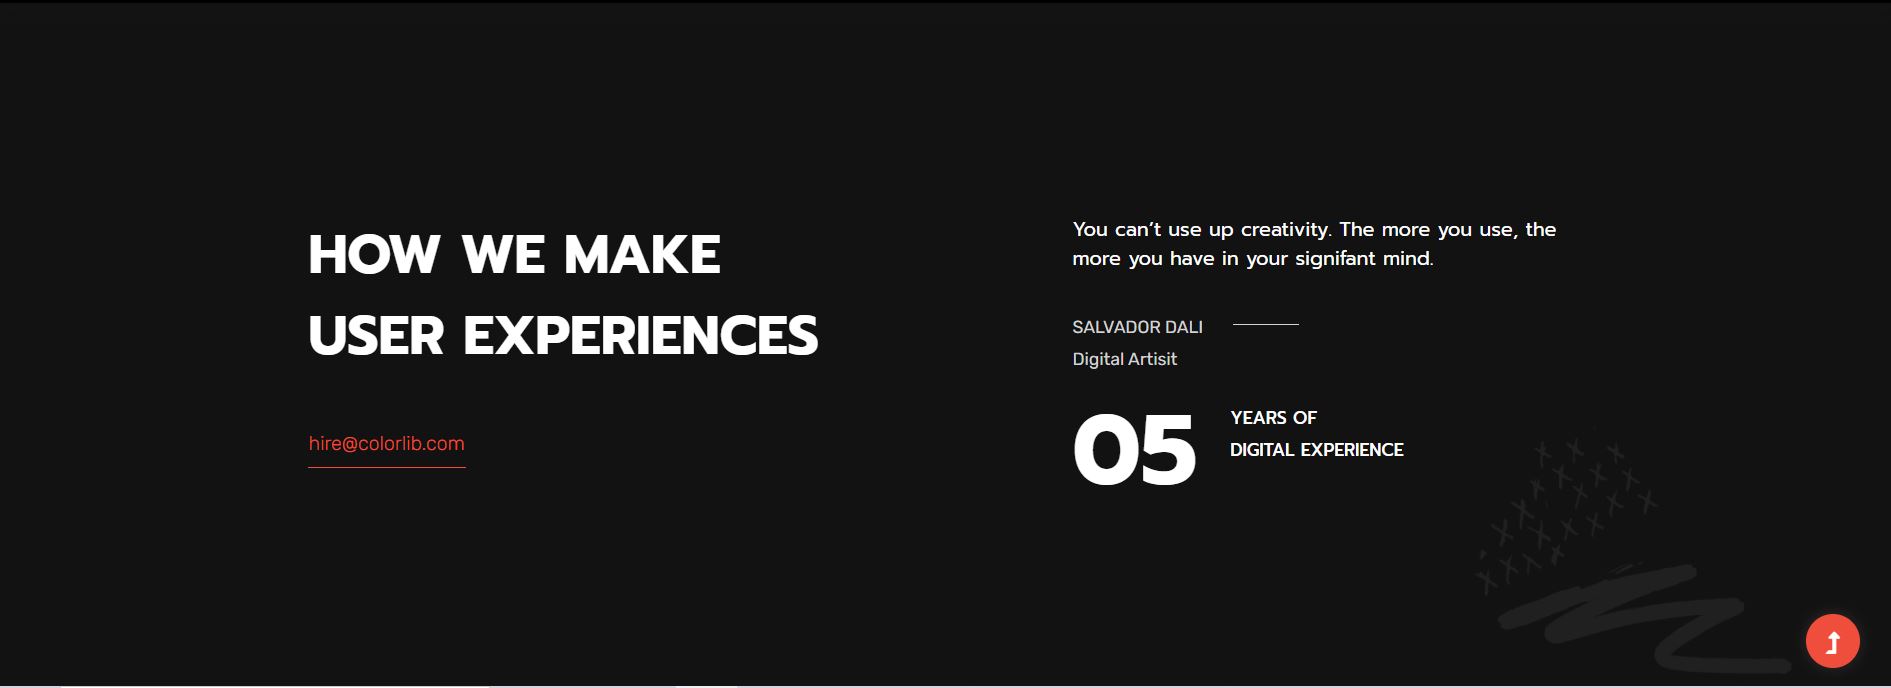 HOW WE MAKE
USER EXPERIENCES
hire@colorlib.com
You can’t use up creativity. The more you use, the
more you have in your signifant mind.
SALVADOR DALI
Digital Artisit
05
YEARS OF
DIGITAL EXPERIENCE